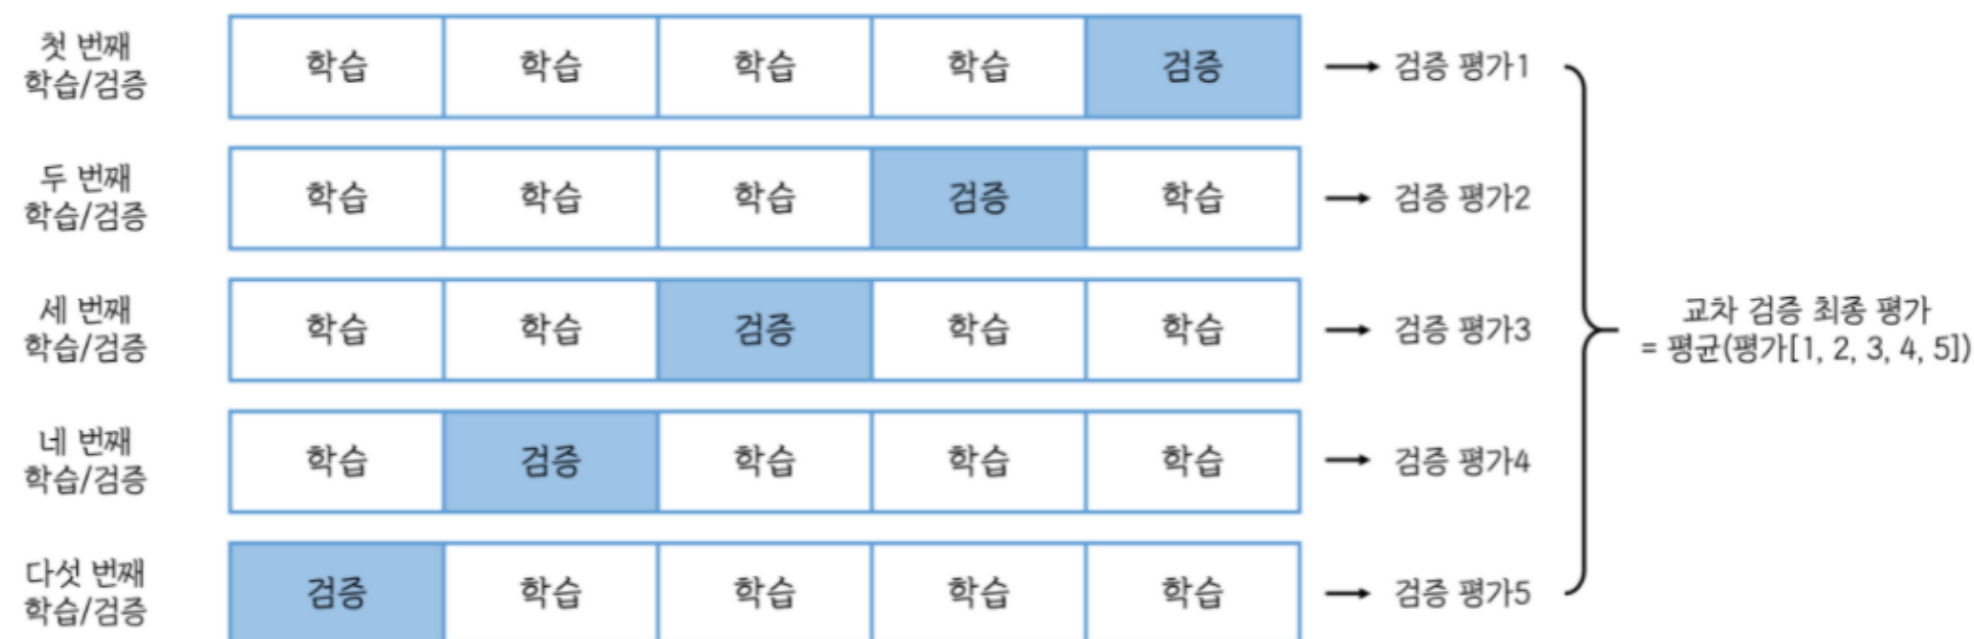 첫 번째
학습/검증
학습 학습 학습 학습 검증
검증 평가1
두 번째
학습/검증
학습 학습 학습 검증 학습
검증 평가2
세 번째
학습/검증
학습 학습 검증 학습 학습
검증 평가3
교차 검증 최종 평가
= 평균(평가[1, 2, 3, 4, 5])
네 번째
학습/검증
학습 검증 학습 학습 학습
검증 평가4
다섯 번째
학습/검증
검증 학습 학습 학습 학습
검증 평가5